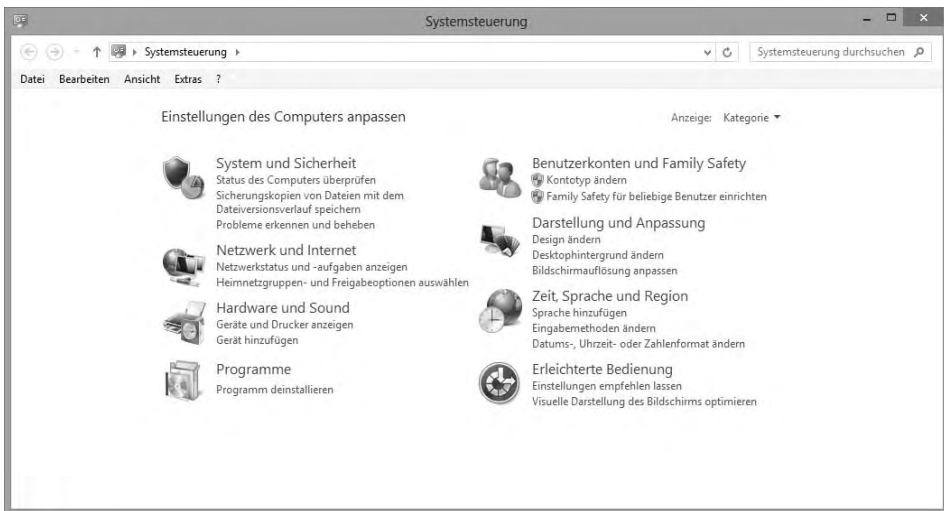 Systemsteuerung
Systemsteuerung
Systemsteuerung durchsuchen
Datei Bearbeiten Ansicht Extras ?
Einstellungen des Computers anpassen
Anzeige: Kategorie
System und Sicherheit
Status des Computers überprüfen
Sicherungskopien von Dateien mit dem
Dateiversionsverlauf speichern
Probleme erkennen und beheben
Netzwerk und Internet
Netzwerkstatus und -aufgaben anzeigen
Heimnetzgruppen- und Freigabeoptionen auswählen
Hardware und Sound
Geräte und Drucker anzeigen
Gerät hinzufügen
Programme
Programm deinstallieren
Benutzerkonten und Family Safety
Kontotyp ändern
Family Safety für beliebige Benutzer einrichten
Darstellung und Anpassung
Design ändern
Desktophintergrund ändern
Bildschirmauflösung anpassen
Zeit, Sprache und Region
Sprache hinzufügen
Eingabemethoden ändern
Datums-, Uhrzeit- oder Zahlenformat ändern
Erleichterte Bedienung
Einstellungen empfehlen lassen
Visuelle Darstellung des Bildschirms optimieren